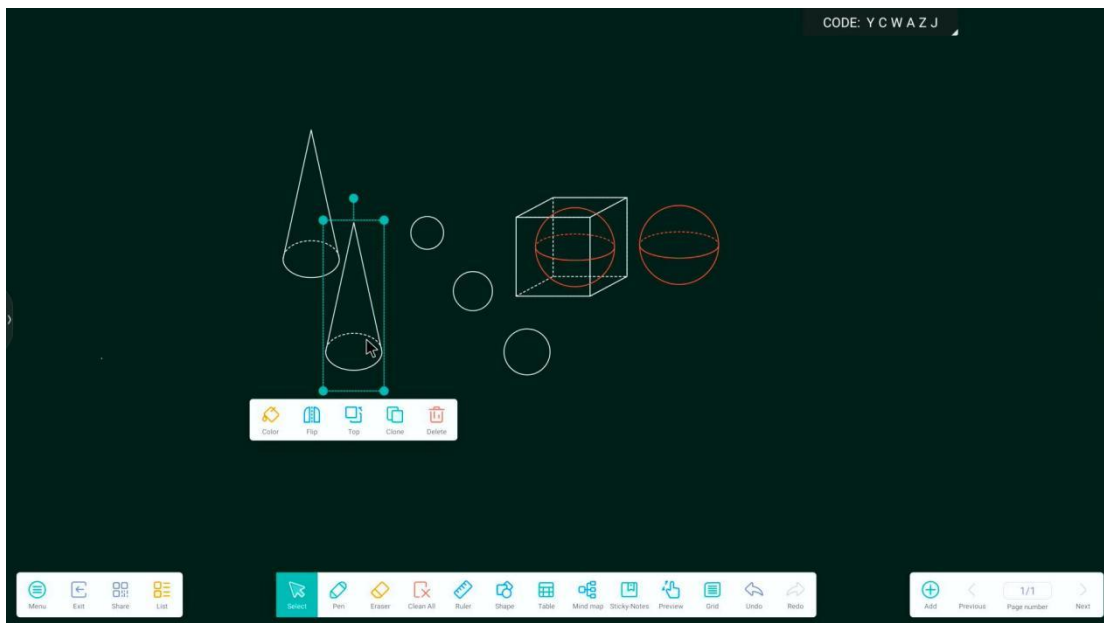 CODE: Y C W A Z J
Color Flip Top Clone Delete
Menu Exit Share List Select Pen Eraser Clean All Ruler Shape Table Mind map Sticky Notes Preview Grid Undo Redo Add Previous 1/1 Page number Next